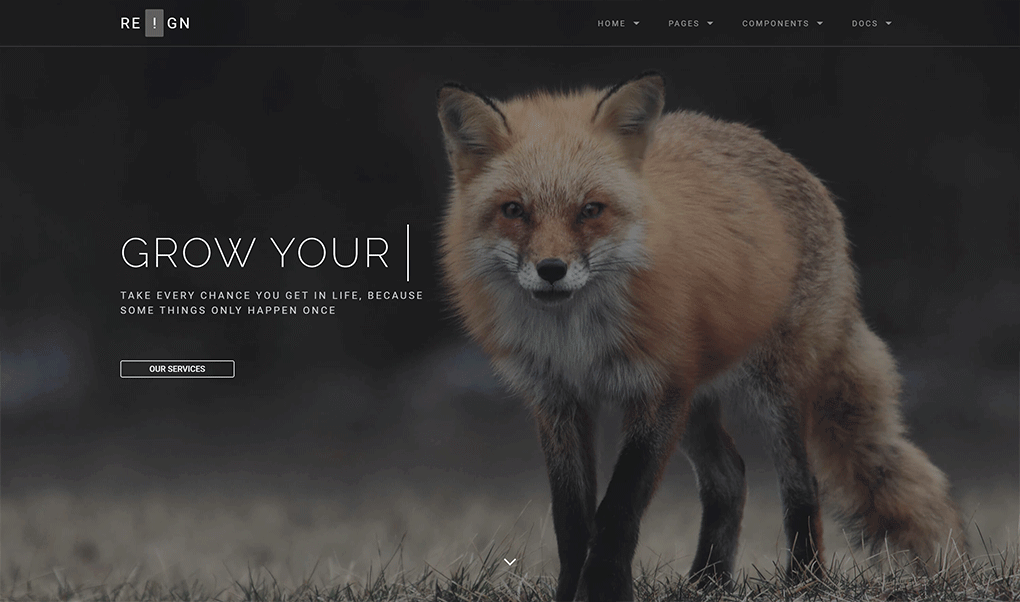 RE!GN
HOME
PAGES
COMPONENTS
DOCS
GROW YOUR
TAKE EVERY CHANCE YOU GET IN LIFE, BECAUSE
SOME THINGS ONLY HAPPEN ONCE
OUR SERVICES